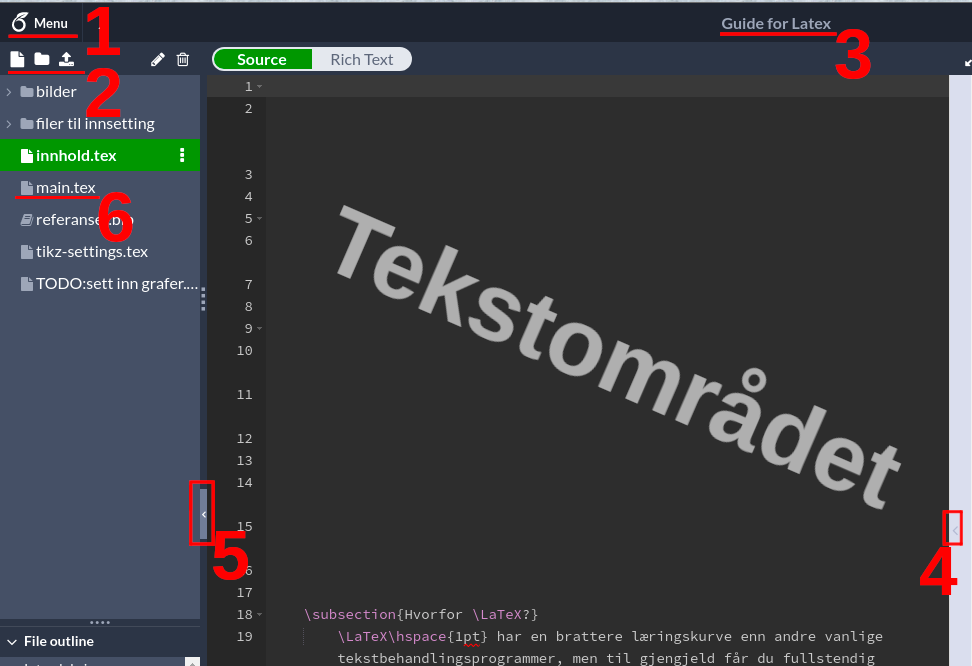 Menu
1
Guide for Latex
3
2
Source
Rich Text
bilder
filer til innsetting
innhold.tex
main.tex
6
tikz-settings.tex
TODO:sett inn grafer....
5
4
File outline
Tekstområdet
1
2
3
4
5
6
7
8
9
10
11
12
13
14
15
17
18 \subsection{Hvorfor \LaTeX?}
19 \LaTeX\hspace{1pt} har en brattere læringskurve enn andre vanlige
tekstbehandlingsprogrammer, men til gjengjeld får du fullstendig